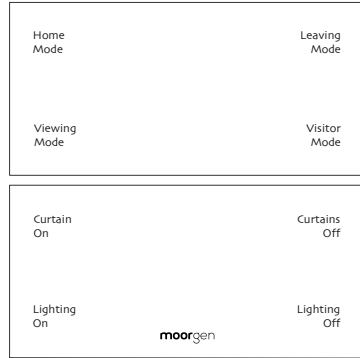 Home
Mode
Leaving
Mode
Viewing
Mode
Visitor
Mode
Curtain
On
Curtains
Off
Lighting
On
Lighting
Off
moorgen